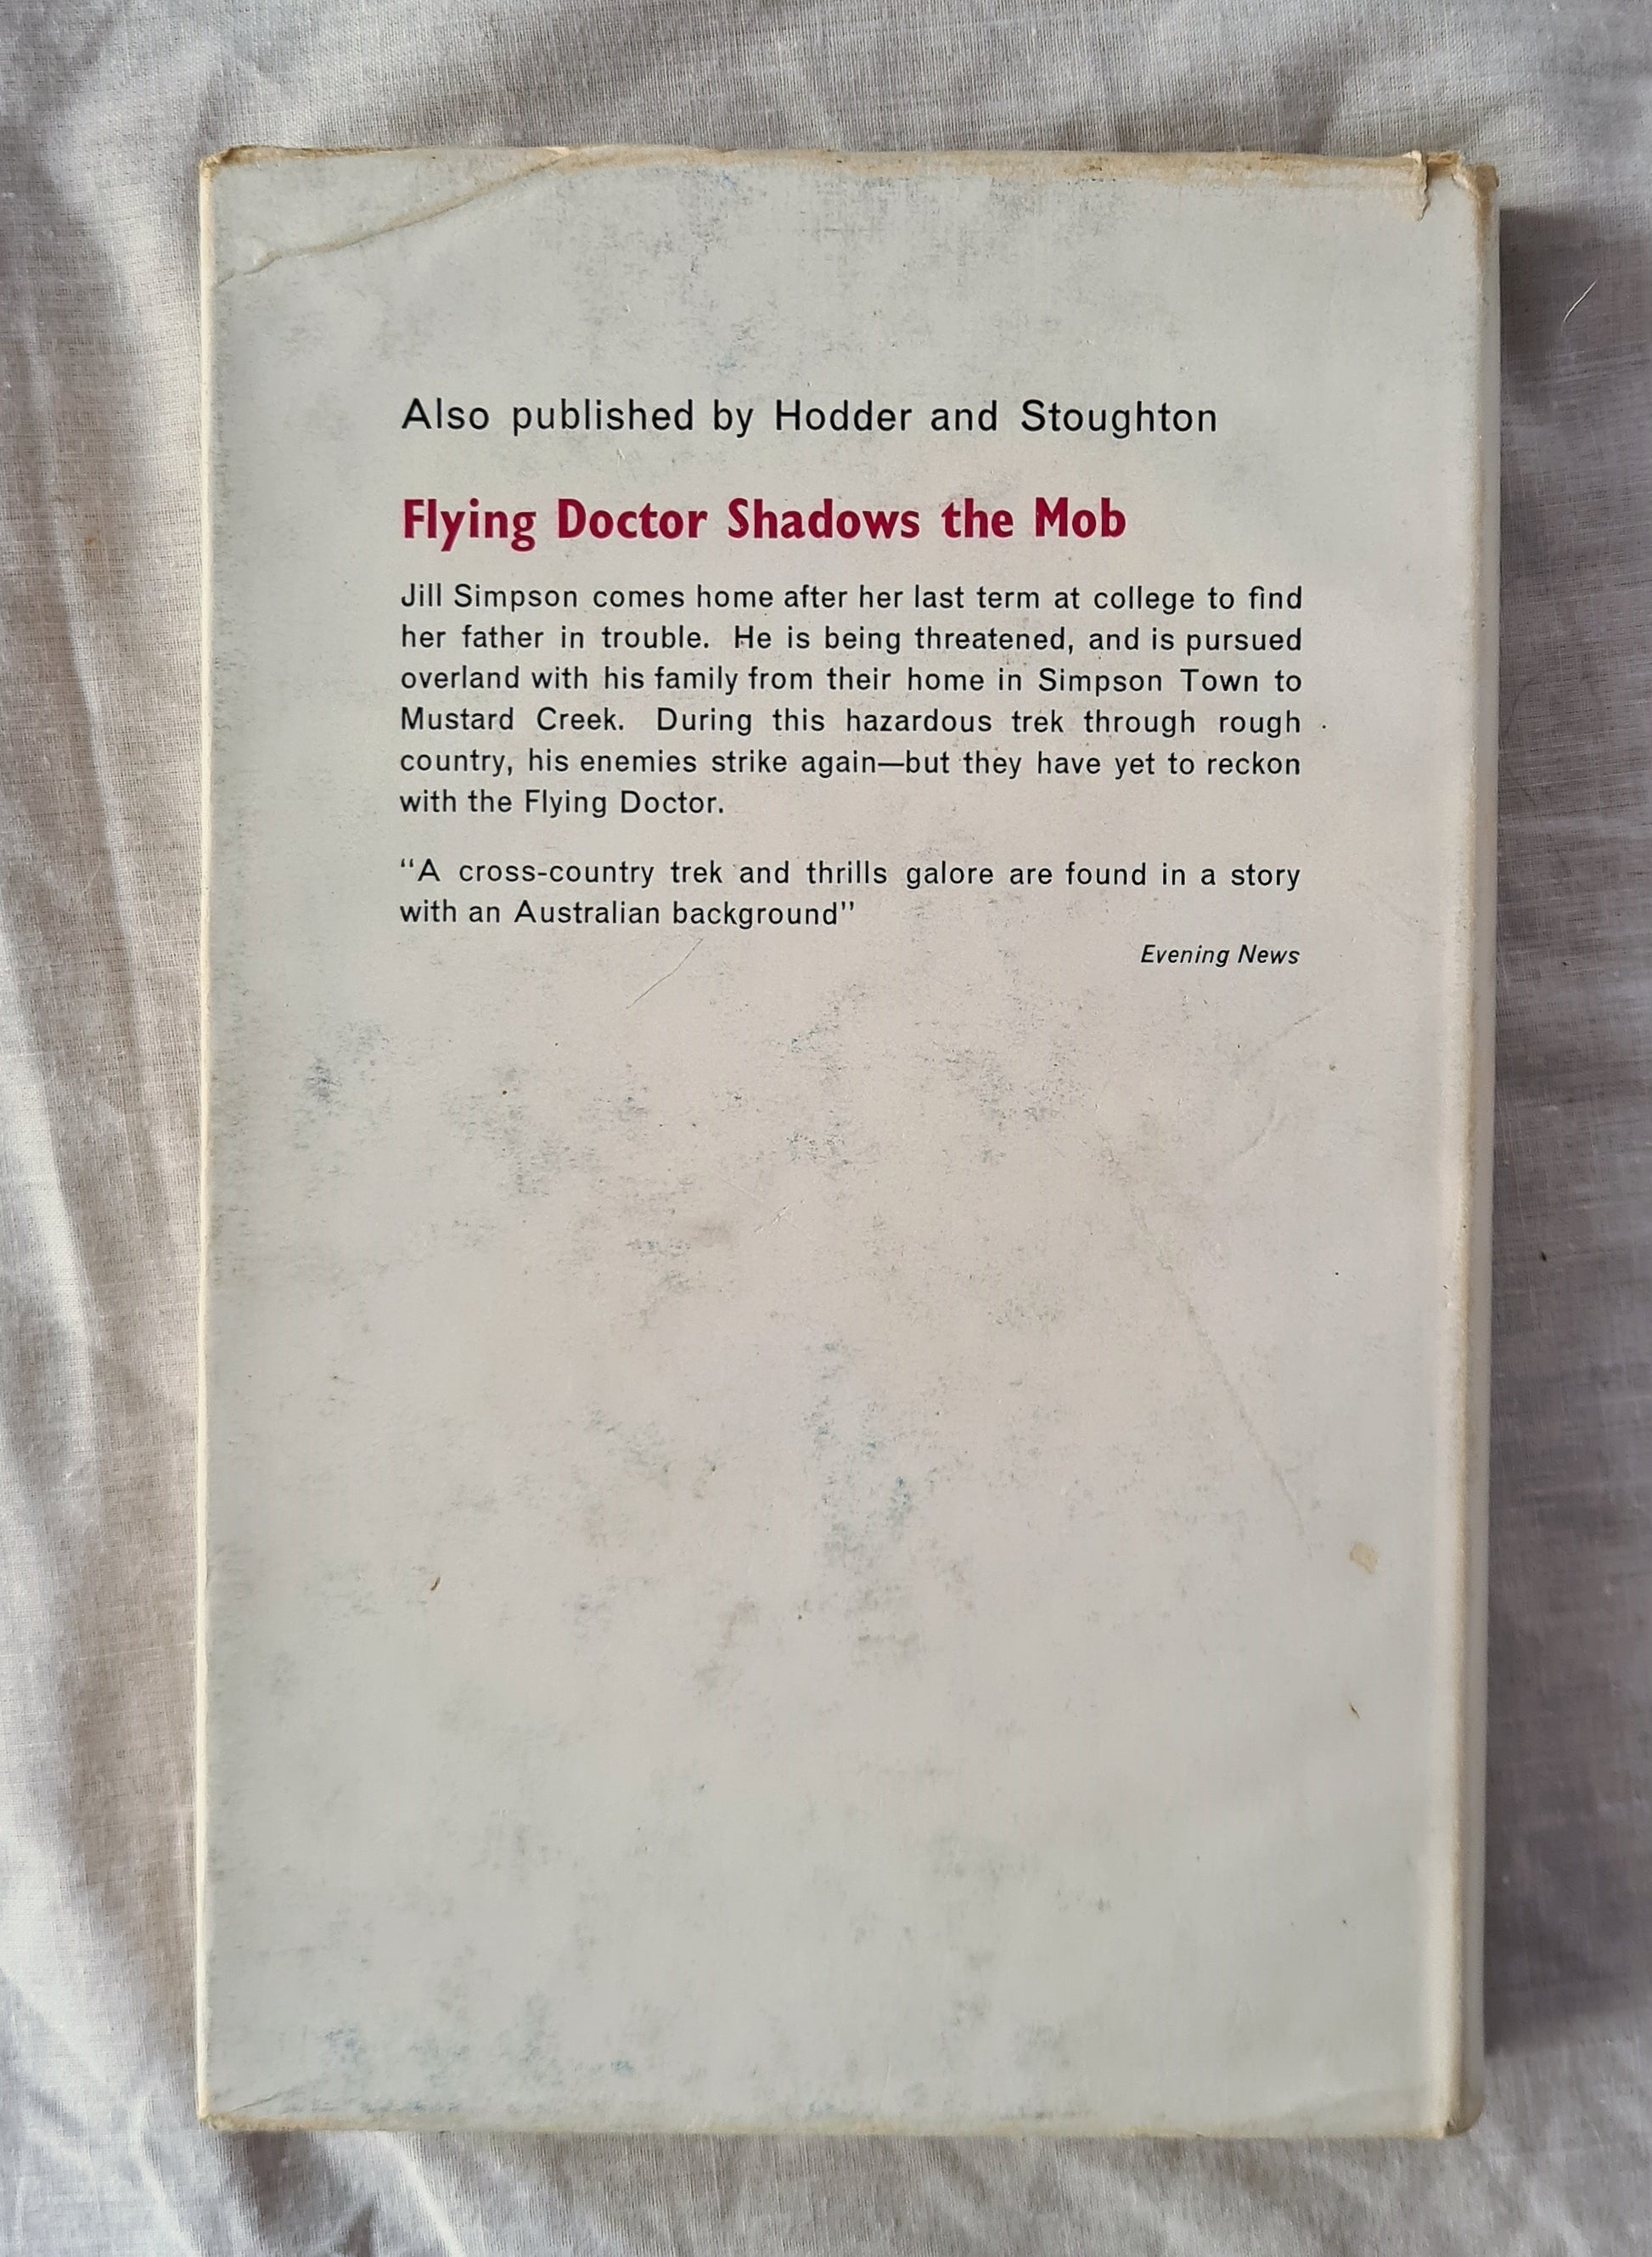 Also published by Hodder and Stoughton
Flying Doctor Shadows the Mob
Jill Simpson comes home after her last term at college to find
her father in trouble. He is being threatened, and is pursued
overland with his family from their home in Simpson Town to
Mustard Creek. During this hazardous trek through rough
country, his enemies strike again—but they have yet to reckon
with the Flying Doctor.
“A cross-country trek and thrills galore are found in a story
with an Australian background”
Evening News